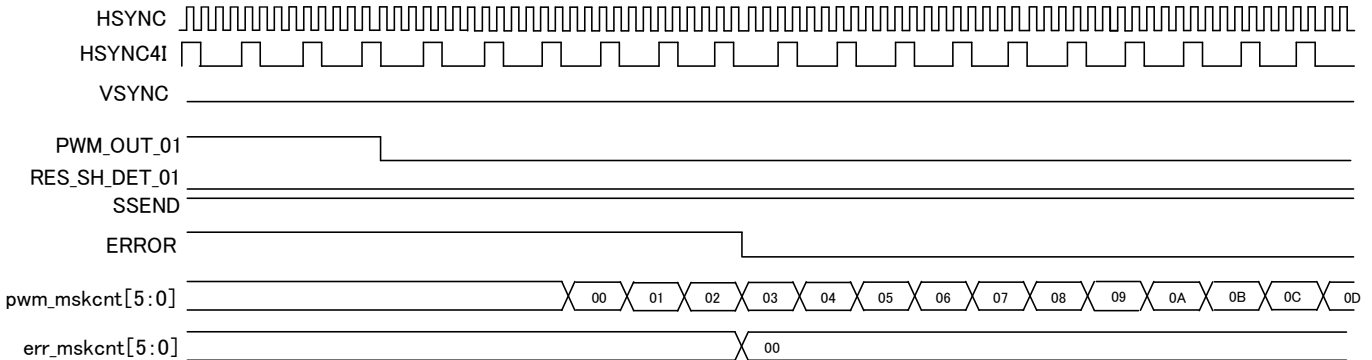 HSYNC
HSYNC4I
VSYNC
PWM_OUT_01
RES_SH_DET_01
SSEND
ERROR
pwm_mskcnt[5:0] 00 01 02 03 04 05 06 07 08 09 0A 0B 0C 0D
err_mskcnt[5:0] 00